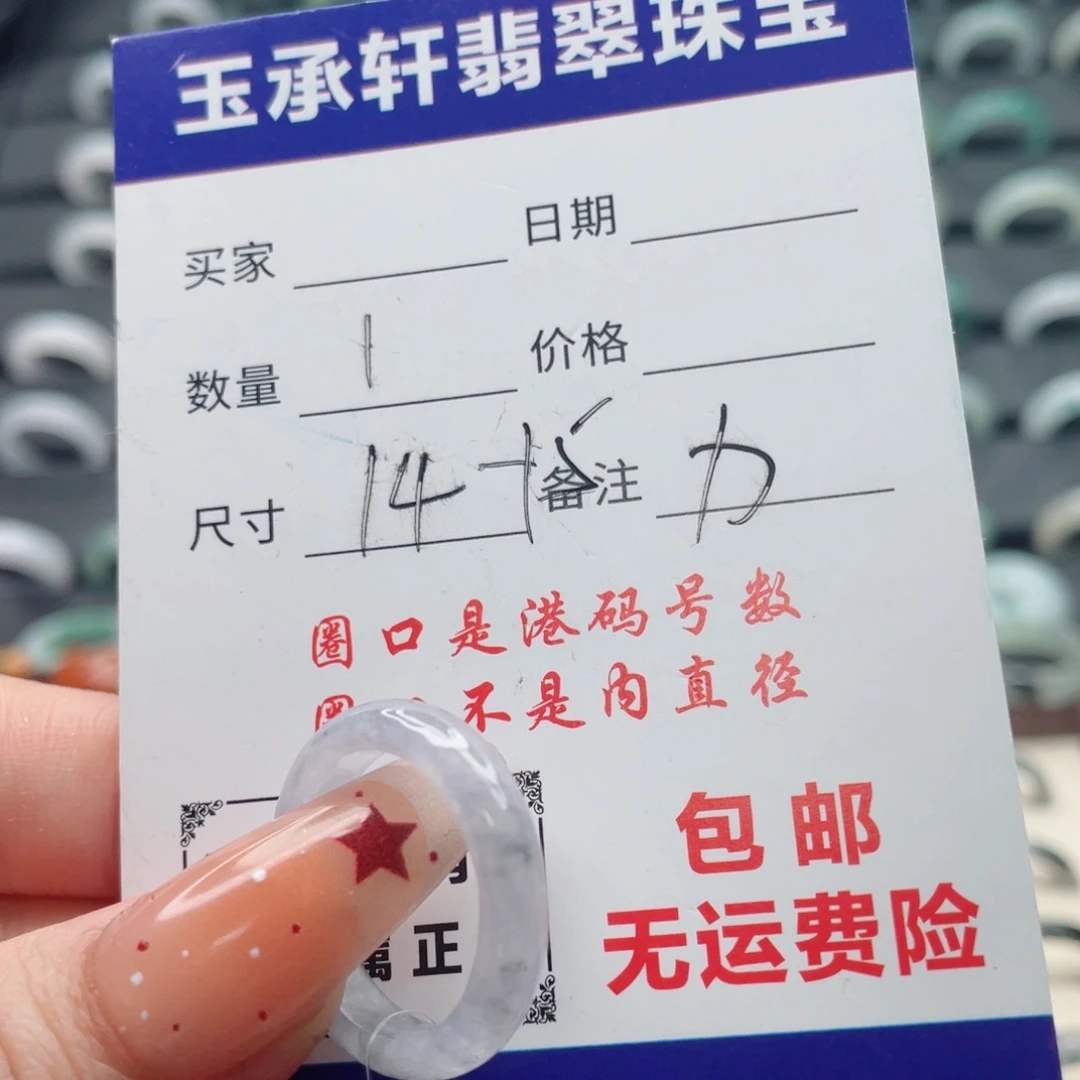 玉承轩翡翠珠宝
买家 日期
数量 1 价格
尺寸 14 备注
圈口是港码号数
圈 不是内直径
包邮
无运费险
正